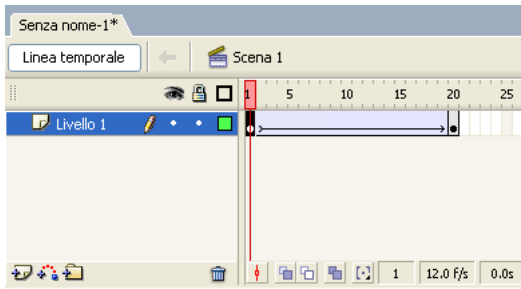 Senza nome-1*
Linea temporale Scena 1
1 5 10 15 20 25
Livello 1
1 12.0 f/s 0.0s